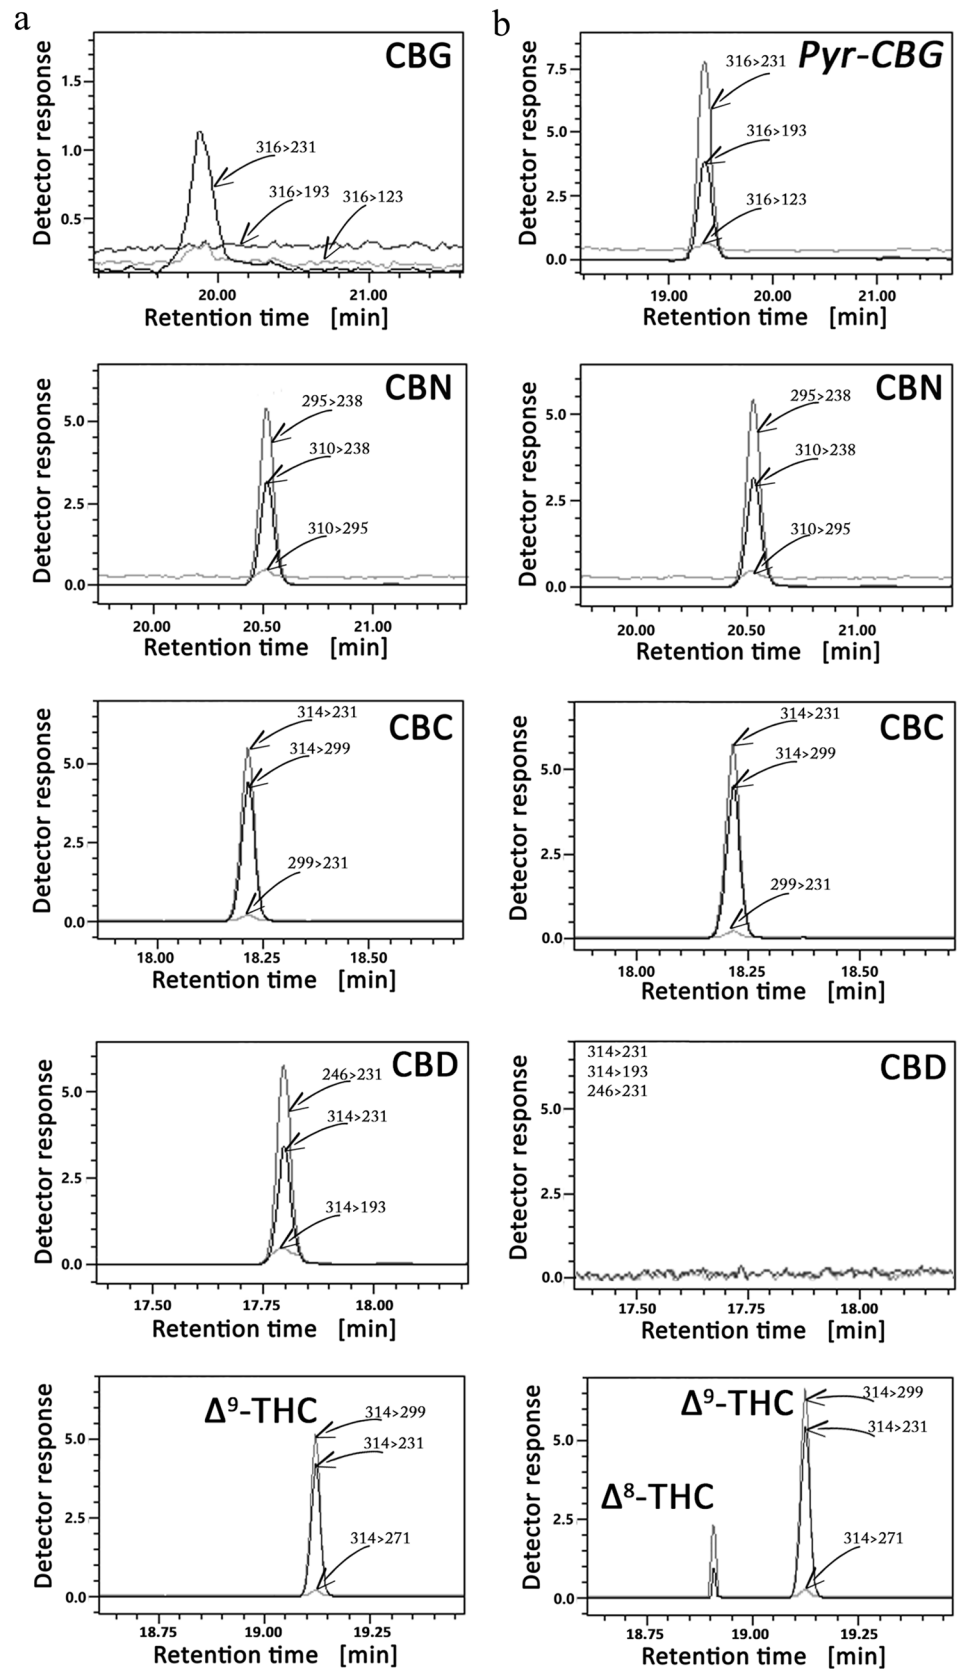 a
CBG
Detector response
1.5
1.0
0.5
316>231
316>193
316>123
20.00 21.00
Retention time [min]
b
Pyr-CBG
Detector response
7.5
5.0
2.5
0.0
316>231
316>193
316>123
19.00 20.00 21.00
Retention time [min]
CBN
Detector response
5.0
2.5
0.0
295>238
310>238
310>295
20.00 20.50 21.00
Retention time [min]
CBN
Detector response
5.0
2.5
0.0
295>238
310>238
310>295
20.00 20.50 21.00
Retention time [min]
CBC
Detector response
5.0
2.5
0.0
314>231
314>299
299>231
18.00 18.25 18.50
Retention time [min]
CBC
Detector response
5.0
2.5
0.0
314>231
314>299
299>231
18.00 18.25 18.50
Retention time [min]
CBD
Detector response
5.0
2.5
0.0
246>231
314>231
314>193
17.50 17.75 18.00
Retention time [min]
CBD
Detector response
5.0
2.5
0.0
314>231
314>193
246>231
17.50 17.75 18.00
Retention time [min]
Δ⁹-THC
Detector response
5.0
2.5
0.0
314>299
314>231
314>271
18.75 19.00 19.25
Retention time [min]
Δ⁹-THC
Δ⁸-THC
Detector response
5.0
2.5
0.0
314>299
314>231
314>271
18.75 19.00 19.25
Retention time [min]